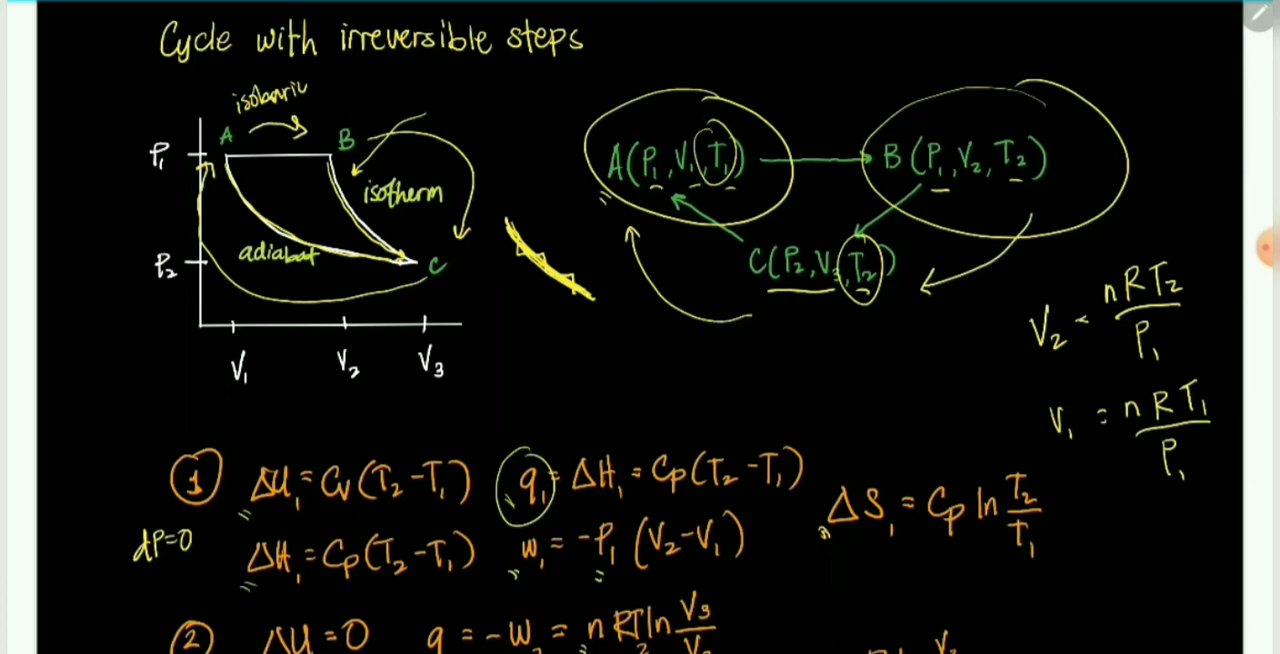 Cycle with irreversible steps
isobaric
A
B
P₁
isotherm
adiabat
P₂
C
V₁ V₂ V₃
A(P₁,V₁,T₁)
B(P₁,V₂,T₂)
C(P₂,V₃,T₂)
V₂ = nRT₂/P₁
V₁ = nRT₁/P₁
① ΔU₁ = Cv(T₂-T₁) q₁ = ΔH₁ = Cp(T₂-T₁)
ΔS₁ = Cp ln T₂/T₁
dP=0 ΔH₁ = Cp(T₂-T₁) w₁ = -P₁(V₂-V₁)
② ΔU = 0 q = -W₂ = nRT₂ ln V₃/V₂